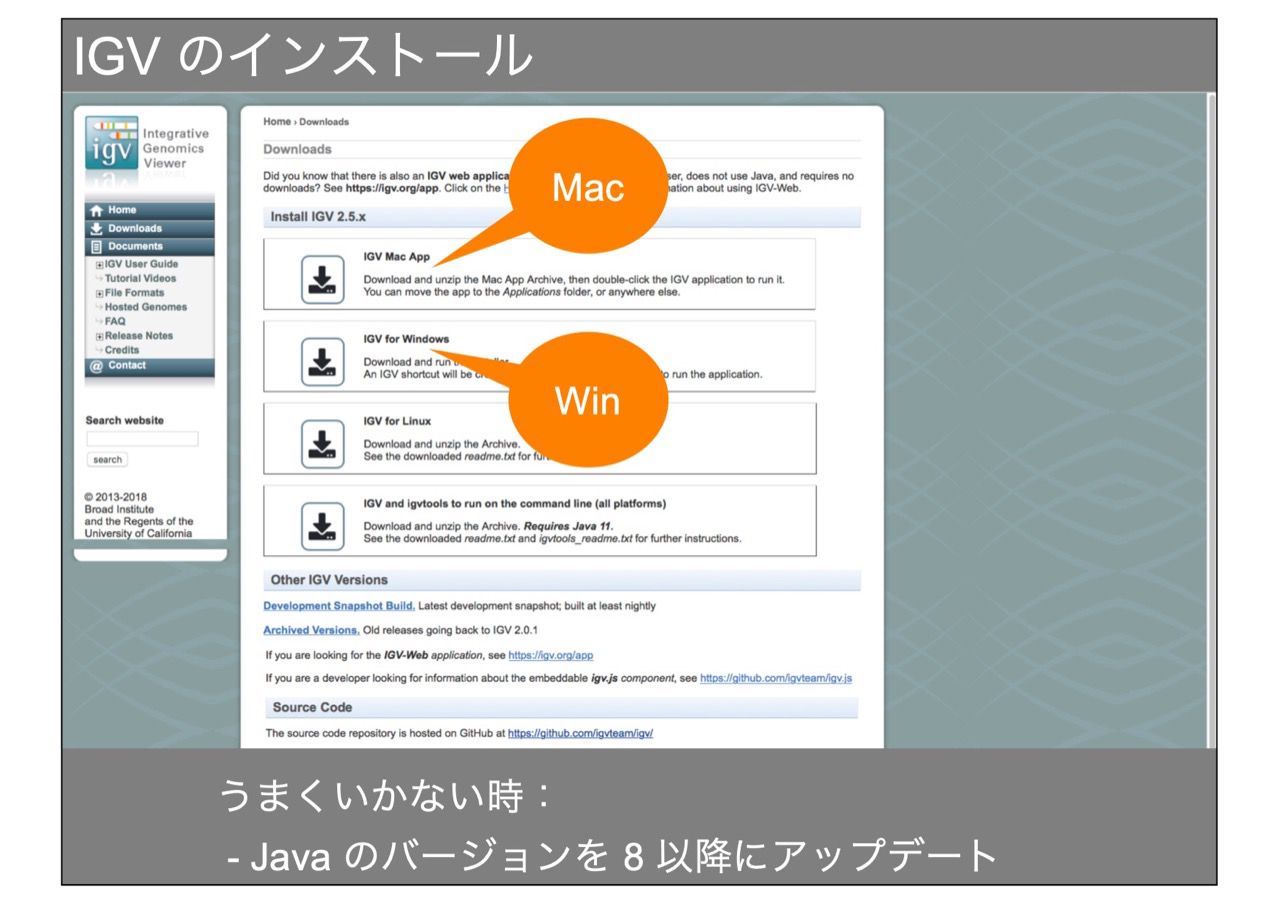 IGV のインストール
igv
Integrative
Genomics
Viewer
Home
Downloads
Documents
IGV User Guide
Tutorial Videos
File Formats
Hosted Genomes
FAQ
Release Notes
Credits
@ Contact
Search website
search
© 2013-2018
Broad Institute
and the Regents of the
University of California
Home › Downloads
Downloads
Did you know that there is also an IGV web applic ser, does not use Java, and requires no
downloads? See https://igv.org/app. Click on the ation about using IGV-Web.
Mac
Install IGV 2.5.x
IGV Mac App
Download and unzip the Mac App Archive, then double-click the IGV application to run it.
You can move the app to the Applications folder, or anywhere else.
IGV for Windows
Download and run
An IGV shortcut will be to run the application.
Win
IGV for Linux
Download and unzip the Archive.
See the downloaded readme.txt for
IGV and igvtools to run on the command line (all platforms)
Download and unzip the Archive. Requires Java 11.
See the downloaded readme.txt and igvtools_readme.txt for further instructions.
Other IGV Versions
Development Snapshot Build. Latest development snapshot; built at least nightly
Archived Versions. Old releases going back to IGV 2.0.1
If you are looking for the IGV-Web application, see https://igv.org/app
If you are a developer looking for information about the embeddable igv.js component, see https://github.com/igvteam/igv.js
Source Code
The source code repository is hosted on GitHub at https://github.com/igvteam/igv/
うまくいかない時：
- Java のバージョンを 8 以降にアップデート